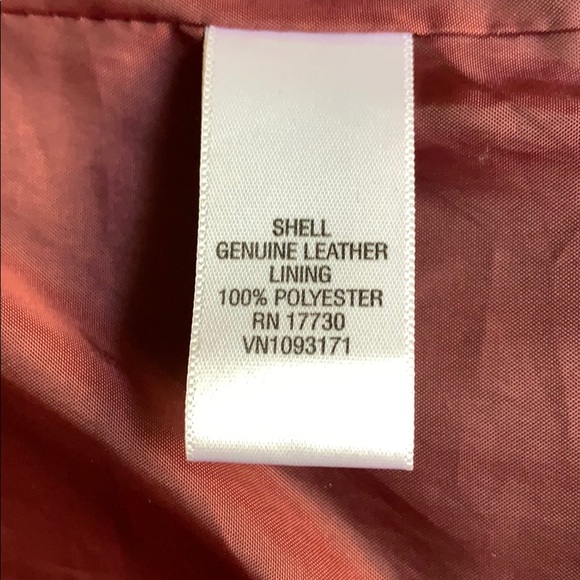 SHELL
GENUINE LEATHER
LINING
100% POLYESTER
RN 17730
VN1093171